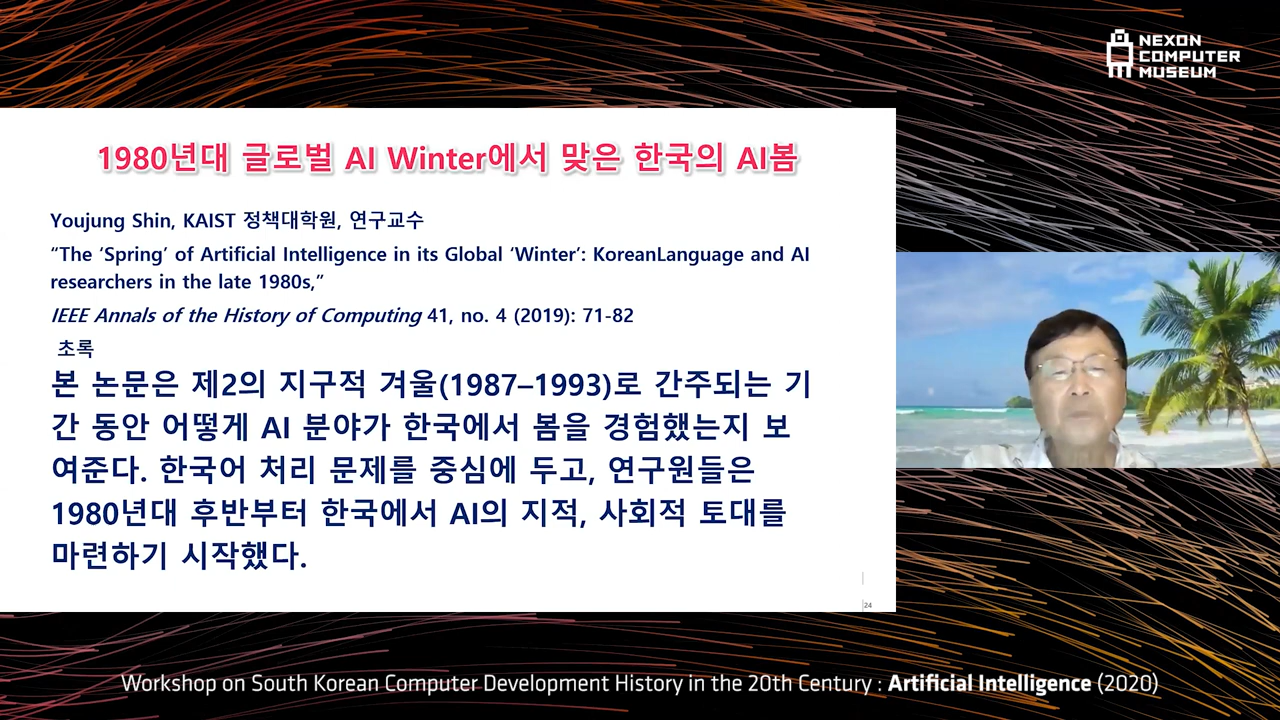 NEXON
COMPUTER
MUSEUM
1980년대 글로벌 AI Winter에서 맞은 한국의 AI봄
Youjung Shin, KAIST 정책대학원, 연구교수
“The ‘Spring’ of Artificial Intelligence in its Global ‘Winter’: KoreanLanguage and AI
researchers in the late 1980s,”
IEEE Annals of the History of Computing 41, no. 4 (2019): 71-82
초록
본 논문은 제2의 지구적 겨울(1987–1993)로 간주되는 기
간 동안 어떻게 AI 분야가 한국에서 봄을 경험했는지 보
여준다. 한국어 처리 문제를 중심에 두고, 연구원들은
1980년대 후반부터 한국에서 AI의 지적, 사회적 토대를
마련하기 시작했다.
24
Workshop on South Korean Computer Development History in the 20th Century : Artificial Intelligence (2020)